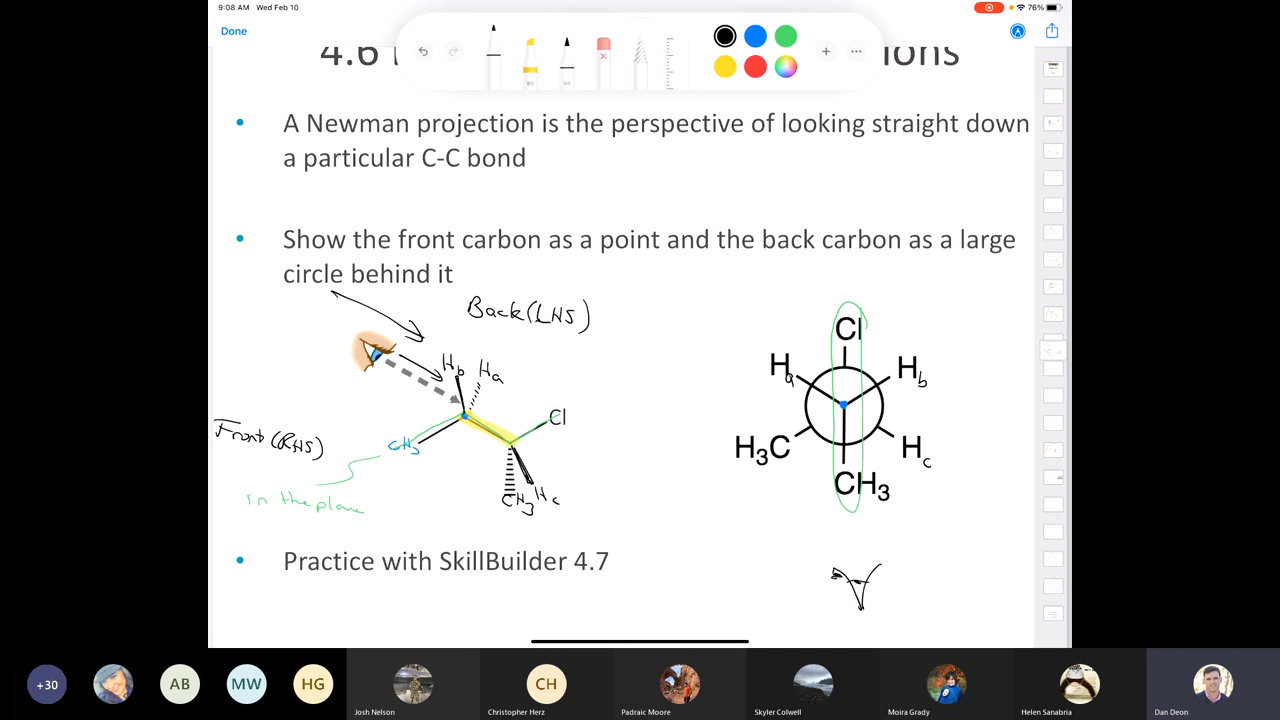 9:08 AM Wed Feb 10
76%
Done
4.6
ions
• A Newman projection is the perspective of looking straight down
a particular C-C bond
• Show the front carbon as a point and the back carbon as a large
circle behind it
Back (LHS)
Hb Ha
Cl
Front (RHS)
CH3
CH3 Hc
in the plane
Cl
Ha Hb
H3C Hc
CH3
• Practice with SkillBuilder 4.7
+30 AB MW HG CH
Josh Nelson Christopher Herz Padraic Moore Skyler Colwell Moira Grady Helen Sanabria Dan Deon